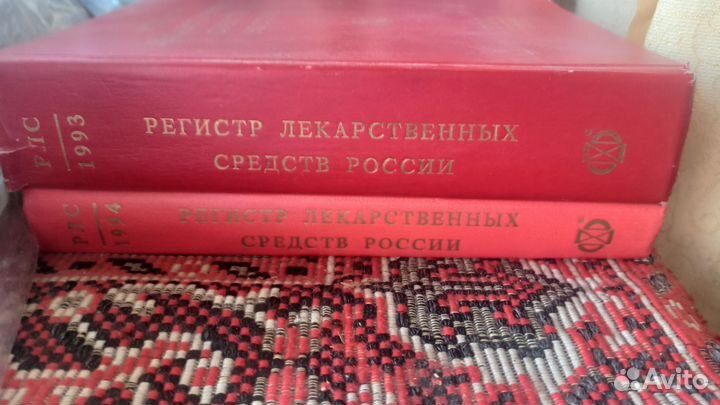 РЛС
1993
РЕГИСТР ЛЕКАРСТВЕННЫХ
СРЕДСТВ РОССИИ
РЛС
1994
РЕГИСТР ЛЕКАРСТВЕННЫХ
СРЕДСТВ РОССИИ
Avito